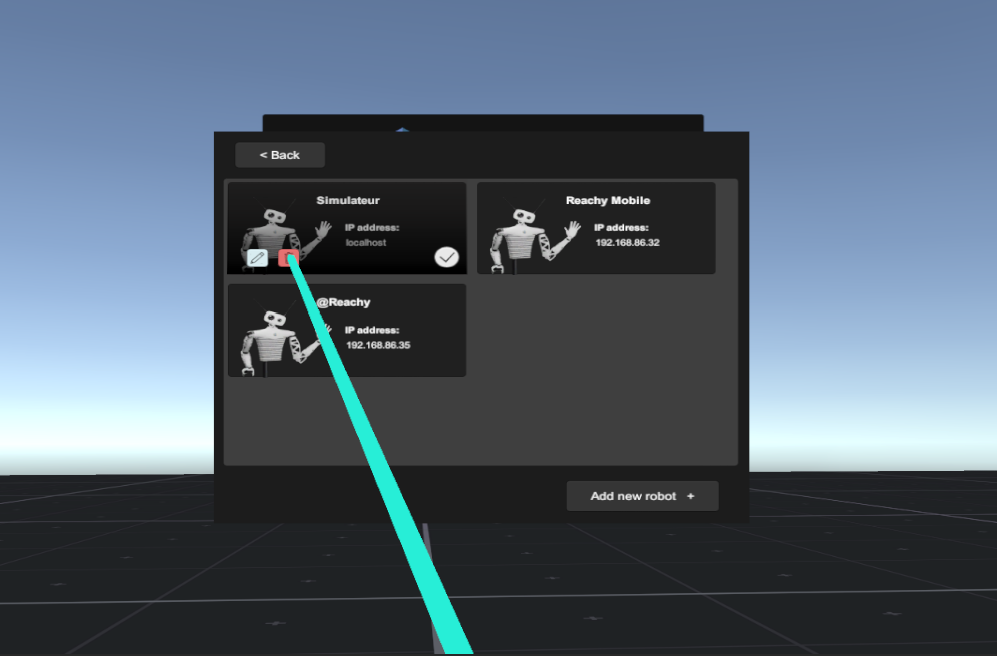 < Back
Simulateur
IP address:
localhost
Reachy Mobile
IP address:
192.168.86.32
@Reachy
IP address:
192.168.86.35
Add new robot +